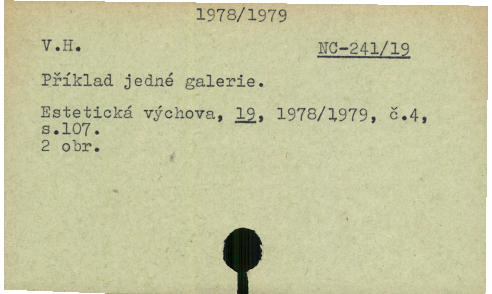 1978/1979
V.H. NC-241/19
Příklad jedné galerie.
Estetická výchova, 19, 1978/1979, č.4,
s.107.
2 obr.